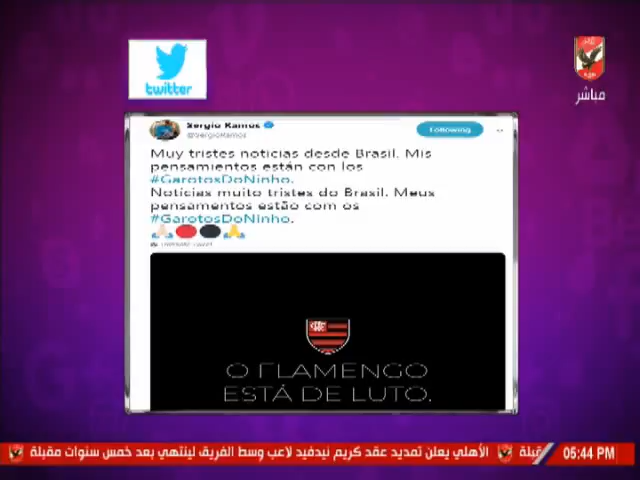 twitter
مباشر
Sergio Ramos
@SergioRamos
Following
Muy tristes noticias desde Brasil. Mis
pensamientos están con los
#GarotosDoNinho.
Notícias muito tristes do Brasil. Meus
pensamentos estão com os
#GarotosDoNinho.
O FLAMENGO
ESTÁ DE LUTO.
قبلة الأهلي يعلن تمديد عقد كريم نيدفيد لاعب وسط الفريق لينتهي بعد خمس سنوات مقبلة
06:44 PM